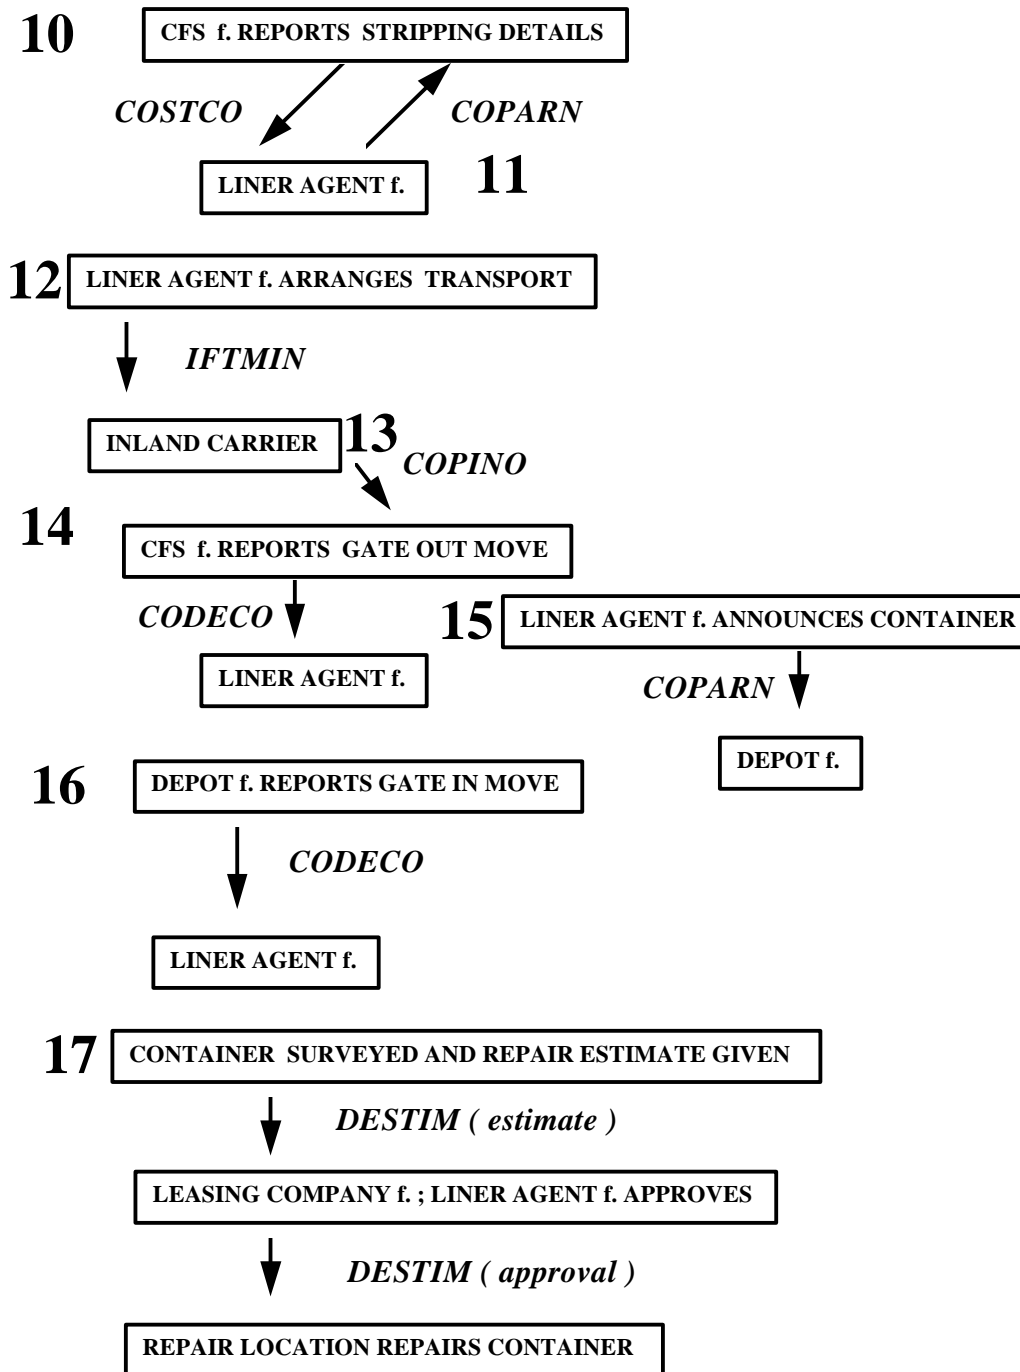 10
CFS f. REPORTS STRIPPING DETAILS
COSTCO
COPARN
LINER AGENT f.
11
12
LINER AGENT f. ARRANGES TRANSPORT
IFTMIN
INLAND CARRIER
13
COPINO
14
CFS f. REPORTS GATE OUT MOVE
CODECO
15
LINER AGENT f. ANNOUNCES CONTAINER
LINER AGENT f.
COPARN
DEPOT f.
16
DEPOT f. REPORTS GATE IN MOVE
CODECO
LINER AGENT f.
17
CONTAINER SURVEYED AND REPAIR ESTIMATE GIVEN
DESTIM ( estimate )
LEASING COMPANY f. ; LINER AGENT f. APPROVES
DESTIM ( approval )
REPAIR LOCATION REPAIRS CONTAINER